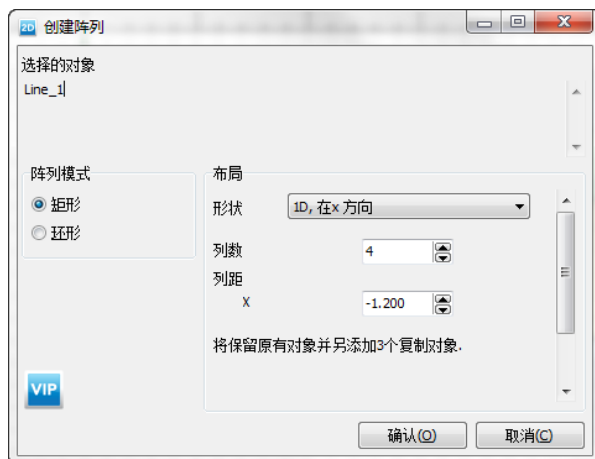 2D 创建阵列
选择的对象
Line_1
阵列模式
矩形
环形
布局
形状 1D, 在x 方向
列数 4
列距
X -1.200
将保留原有对象并另添加3个复制对象.
VIP
确认(O) 取消(C)